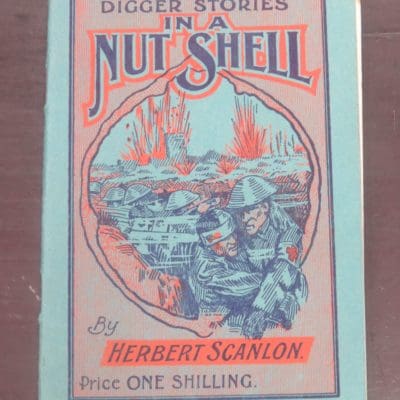 DIGGER STORIES
IN A
NUT SHELL
By
HERBERT SCANLON.
Price ONE SHILLING.